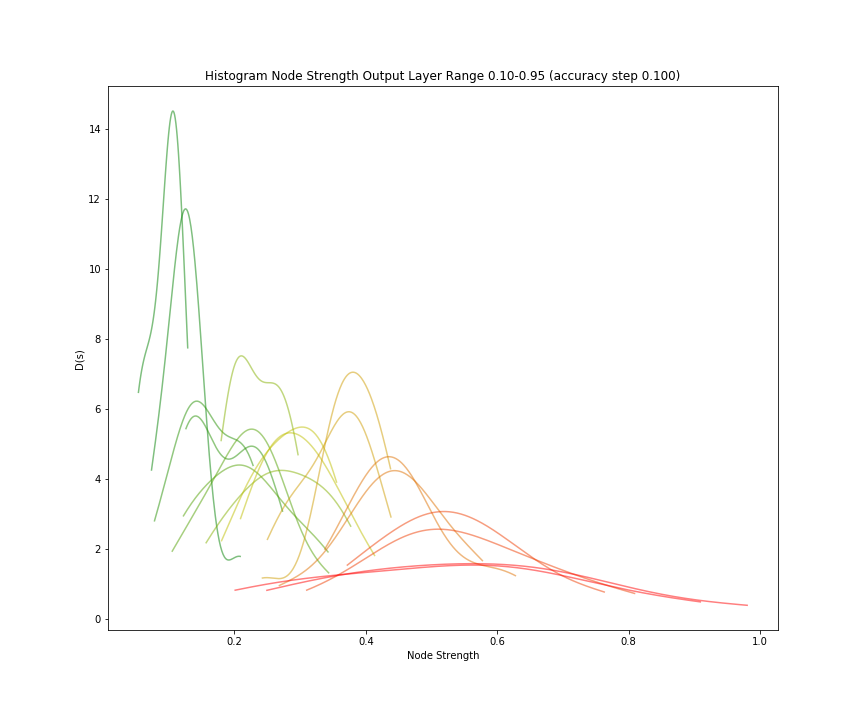 Histogram Node Strength Output Layer Range 0.10-0.95 (accuracy step 0.100)
14
12
10
8
6
4
2
0
D(s)
0.2 0.4 0.6 0.8 1.0
Node Strength